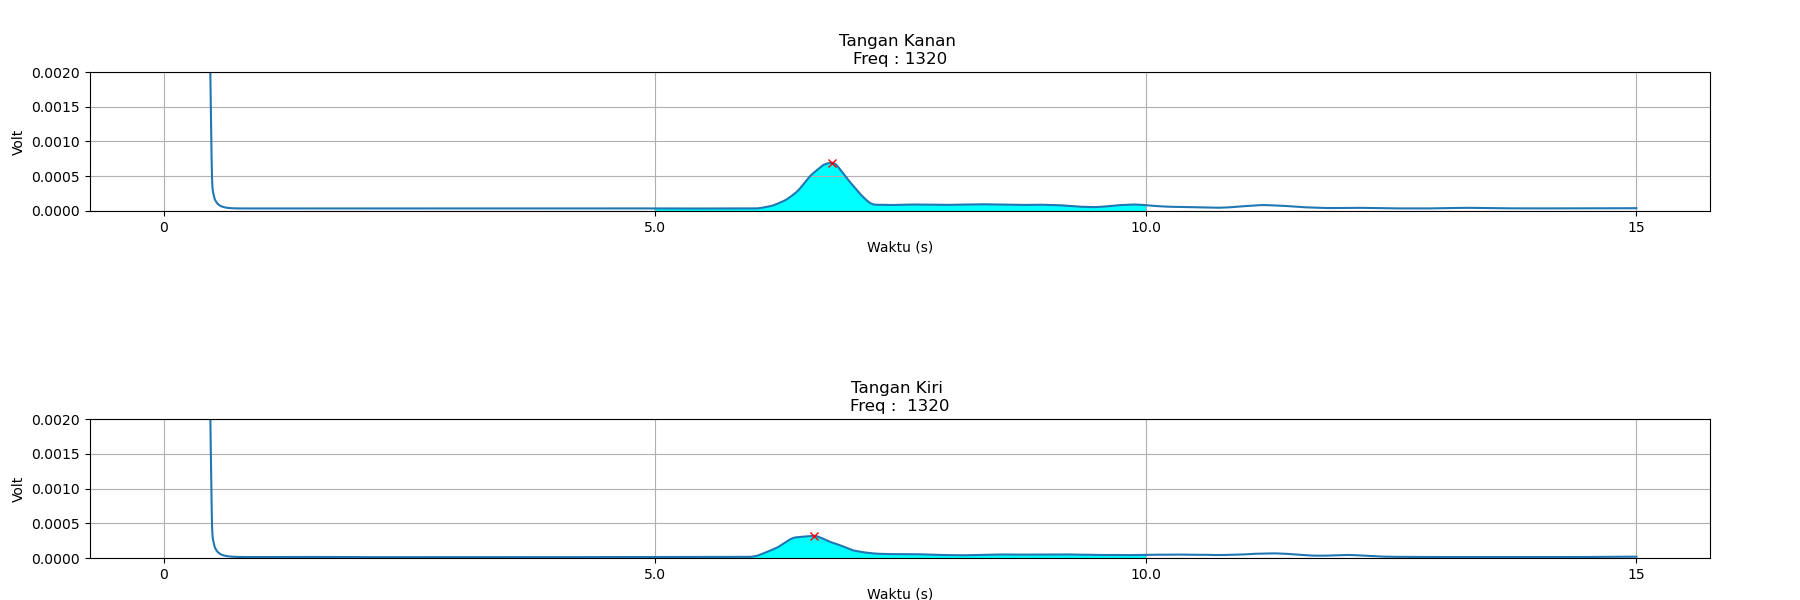 Tangan Kanan
Freq : 1320
0.0020
0.0015
0.0010
0.0005
0.0000
Volt
0 5.0 10.0 15
Waktu (s)
Tangan Kiri
Freq :  1320
0.0020
0.0015
0.0010
0.0005
0.0000
Volt
0 5.0 10.0 15
Waktu (s)